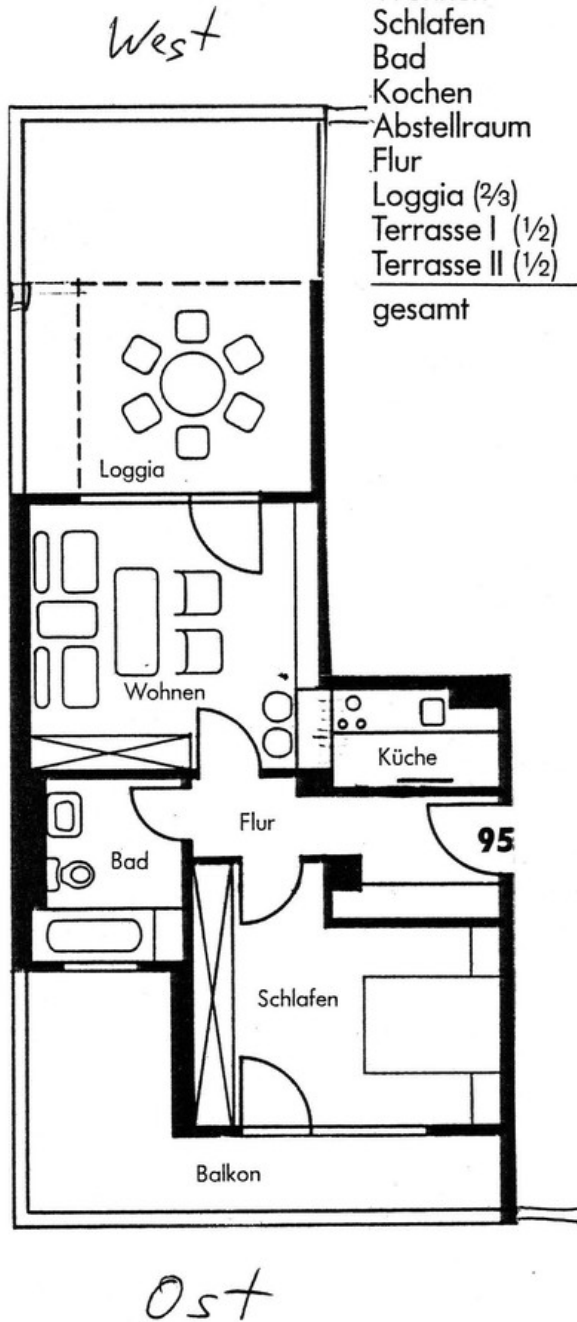 West
Schlafen
Bad
Kochen
Abstellraum
Flur
Loggia (2/3)
Terrasse I (1/2)
Terrasse II (1/2)
gesamt
Loggia
Wohnen
Küche
Flur
95
Bad
Schlafen
Balkon
Ost